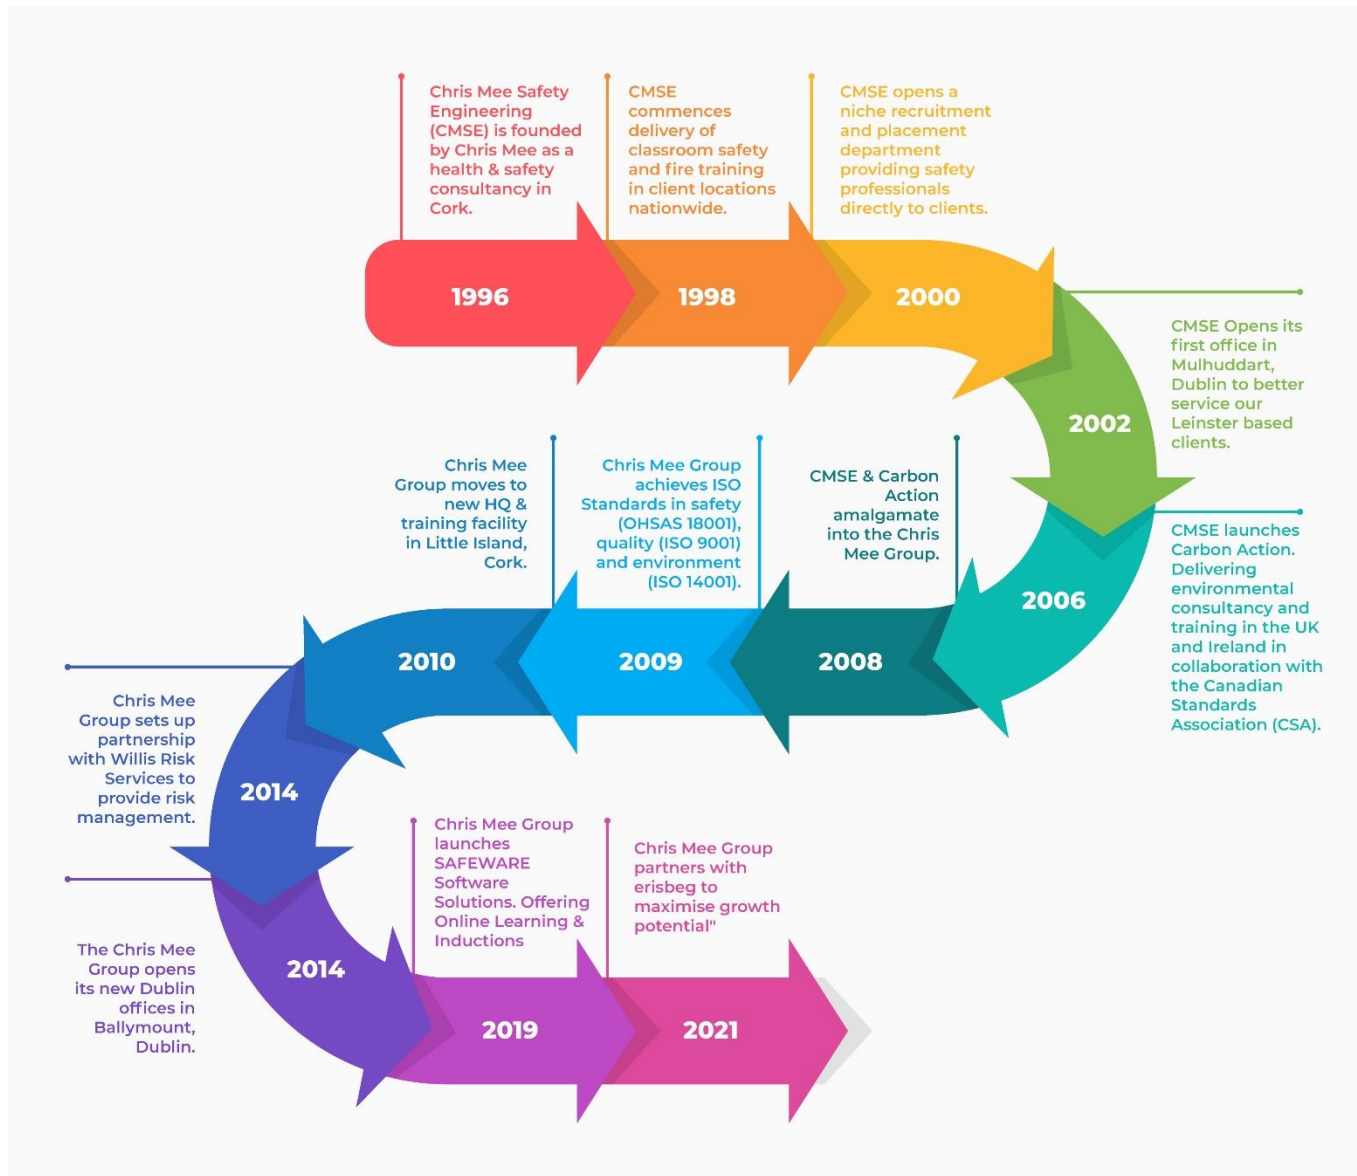 Chris Mee Safety
Engineering
(CMSE) is founded
by Chris Mee as a
health & safety
consultancy in
Cork.
1996
CMSE
commences
delivery of
classroom safety
and fire training
in client locations
nationwide.
1998
CMSE opens a
niche recruitment
and placement
department
providing safety
professionals
directly to clients.
2000
CMSE Opens its
first office in
Mulhuddart,
Dublin to better
service our
Leinster based
clients.
2002
CMSE launches
Carbon Action.
Delivering
environmental
consultancy and
training in the UK
and Ireland in
collaboration with
the Canadian
Standards
Association (CSA).
2006
CMSE & Carbon
Action
amalgamate
into the Chris
Mee Group.
2008
Chris Mee Group
achieves ISO
Standards in safety
(OHSAS 18001),
quality (ISO 9001)
and environment
(ISO 14001).
2009
Chris Mee
Group moves to
new HQ &
training facility
in Little Island,
Cork.
2010
Chris Mee
Group sets up
partnership
with Willis Risk
Services to
provide risk
management.
2014
The Chris Mee
Group opens
its new Dublin
offices in
Ballymount,
Dublin.
2014
Chris Mee Group
launches
SAFEWARE
Software
Solutions. Offering
Online Learning &
Inductions
2019
Chris Mee Group
partners with
erisbeg to
maximise growth
potential"
2021